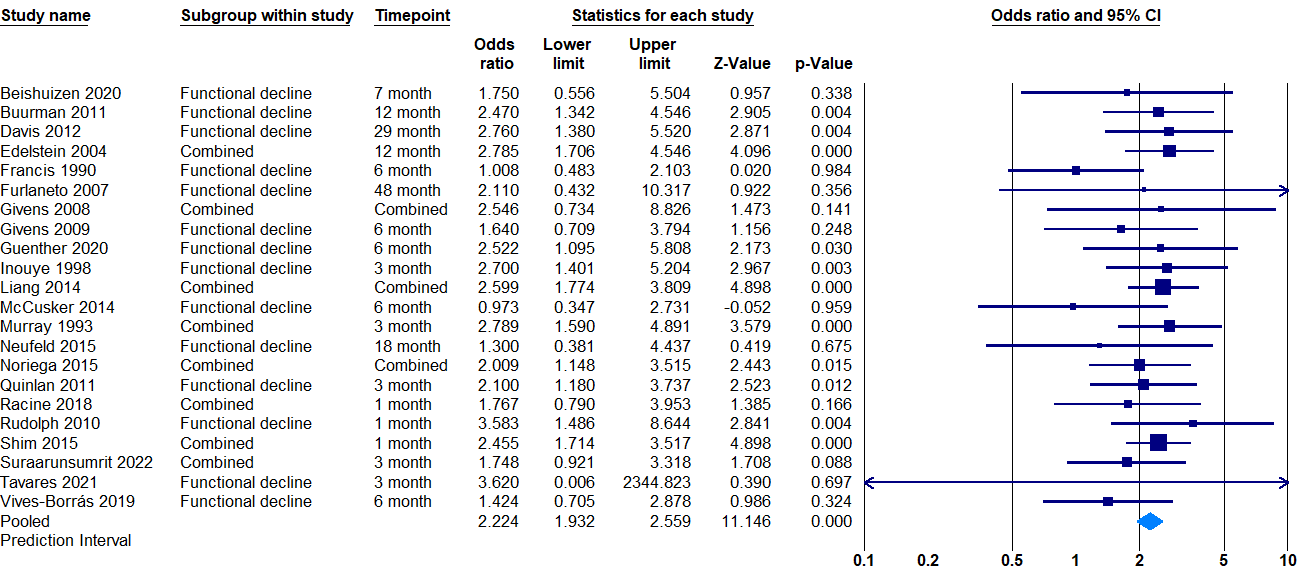 Study name Subgroup within study Timepoint Statistics for each study Odds ratio and 95% CI
Odds ratio Lower limit Upper limit Z-Value p-Value
Beishuizen 2020 Functional decline 7 month 1.750 0.556 5.504 0.957 0.338
Buurman 2011 Functional decline 12 month 2.470 1.342 4.546 2.905 0.004
Davis 2012 Functional decline 29 month 2.760 1.380 5.520 2.871 0.004
Edelstein 2004 Combined 12 month 2.785 1.706 4.546 4.096 0.000
Francis 1990 Functional decline 6 month 1.008 0.483 2.103 0.020 0.984
Furlaneto 2007 Functional decline 48 month 2.110 0.432 10.317 0.922 0.356
Givens 2008 Combined Combined 2.546 0.734 8.826 1.473 0.141
Givens 2009 Functional decline 6 month 1.640 0.709 3.794 1.156 0.248
Guenther 2020 Functional decline 6 month 2.522 1.095 5.808 2.173 0.030
Inouye 1998 Functional decline 3 month 2.700 1.401 5.204 2.967 0.003
Liang 2014 Combined Combined 2.599 1.774 3.809 4.898 0.000
McCusker 2014 Functional decline 6 month 0.973 0.347 2.731 -0.052 0.959
Murray 1993 Combined 3 month 2.789 1.590 4.891 3.579 0.000
Neufeld 2015 Functional decline 18 month 1.300 0.381 4.437 0.419 0.675
Noriega 2015 Combined Combined 2.009 1.148 3.515 2.443 0.015
Quinlan 2011 Functional decline 3 month 2.100 1.180 3.737 2.523 0.012
Racine 2018 Combined 1 month 1.767 0.790 3.953 1.385 0.166
Rudolph 2010 Functional decline 1 month 3.583 1.486 8.644 2.841 0.004
Shim 2015 Combined 1 month 2.455 1.714 3.517 4.898 0.000
Suraarunsumrit 2022 Combined 3 month 1.748 0.921 3.318 1.708 0.088
Tavares 2021 Functional decline 3 month 3.620 0.006 2344.823 0.390 0.697
Vives-Borrás 2019 Functional decline 6 month 1.424 0.705 2.878 0.986 0.324
Pooled 2.224 1.932 2.559 11.146 0.000
Prediction Interval
0.1 0.2 0.5 1 2 5 10